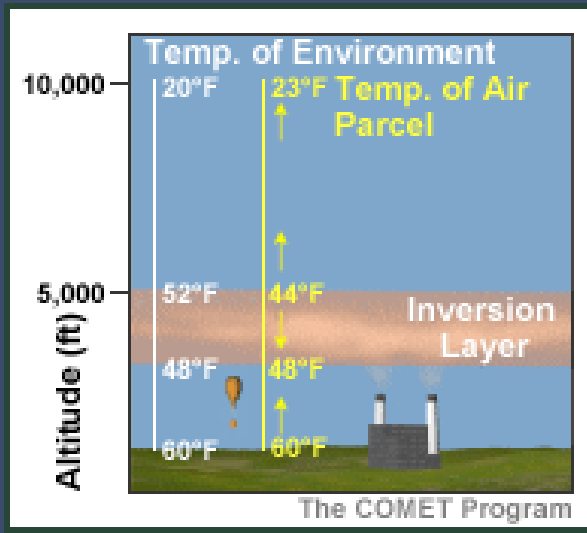 Temp. of Environment
10,000
20°F
23°F
Temp. of Air
Parcel
5,000
52°F
44°F
Inversion
Layer
48°F
48°F
60°F
60°F
Altitude (ft)
The COMET Program